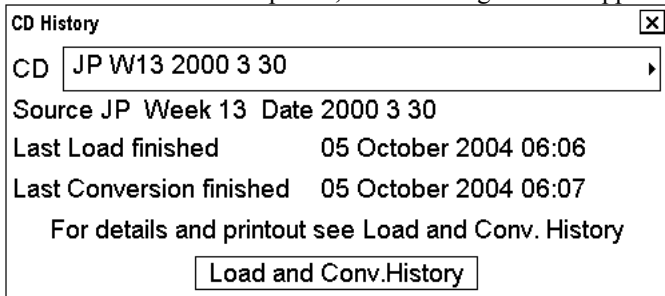 CD History
CD JP W13 2000 3 30
Source JP Week 13 Date 2000 3 30
Last Load finished 05 October 2004 06:06
Last Conversion finished 05 October 2004 06:07
For details and printout see Load and Conv. History
Load and Conv.History